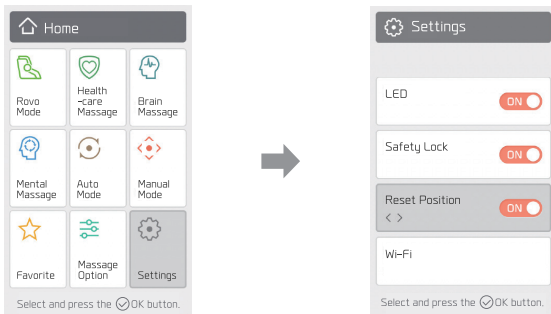 Home
Rovo
Mode
Health
-care
Massage
Brain
Massage
Mental
Massage
Auto
Mode
Manual
Mode
Favorite
Massage
Option
Settings
Select and press the OK button.
Settings
LED
ON
Safety Lock
ON
Reset Position
ON
< >
Wi-Fi
Select and press the OK button.